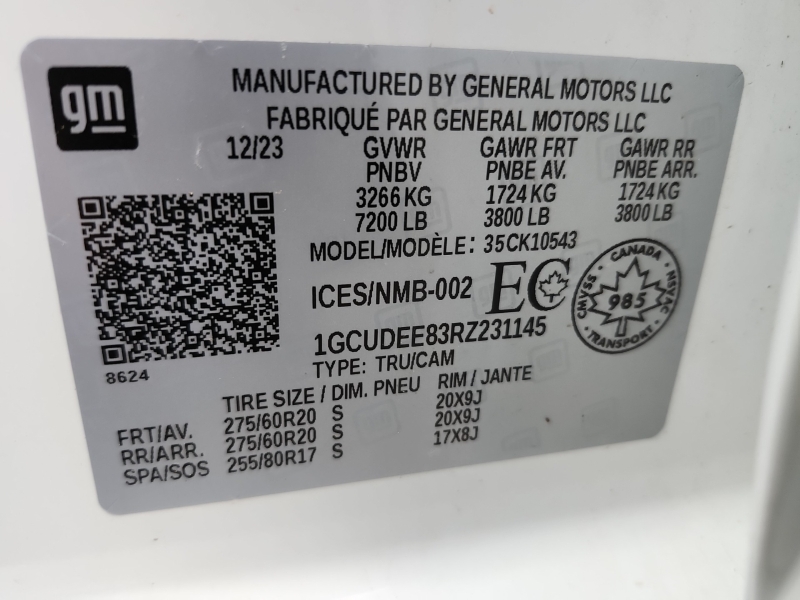 gm
MANUFACTURED BY GENERAL MOTORS LLC
FABRIQUÉ PAR GENERAL MOTORS LLC
12/23 GVWR GAWR FRT GAWR RR
PNBV PNBE AV. PNBE ARR.
3266 KG 1724 KG 1724 KG
7200 LB 3800 LB 3800 LB
MODEL/MODÈLE: 35CK10543
ICES/NMB-002 EC
CANADA
CMVSS 985 NSVAC
TRANSPORT
1GCUDEE83RZ231145
TYPE: TRU/CAM
8624
TIRE SIZE / DIM. PNEU RIM / JANTE
FRT/AV. 275/60R20 S 20X9J
RR/ARR. 275/60R20 S 20X9J
SPA/SOS 255/80R17 S 17X8J